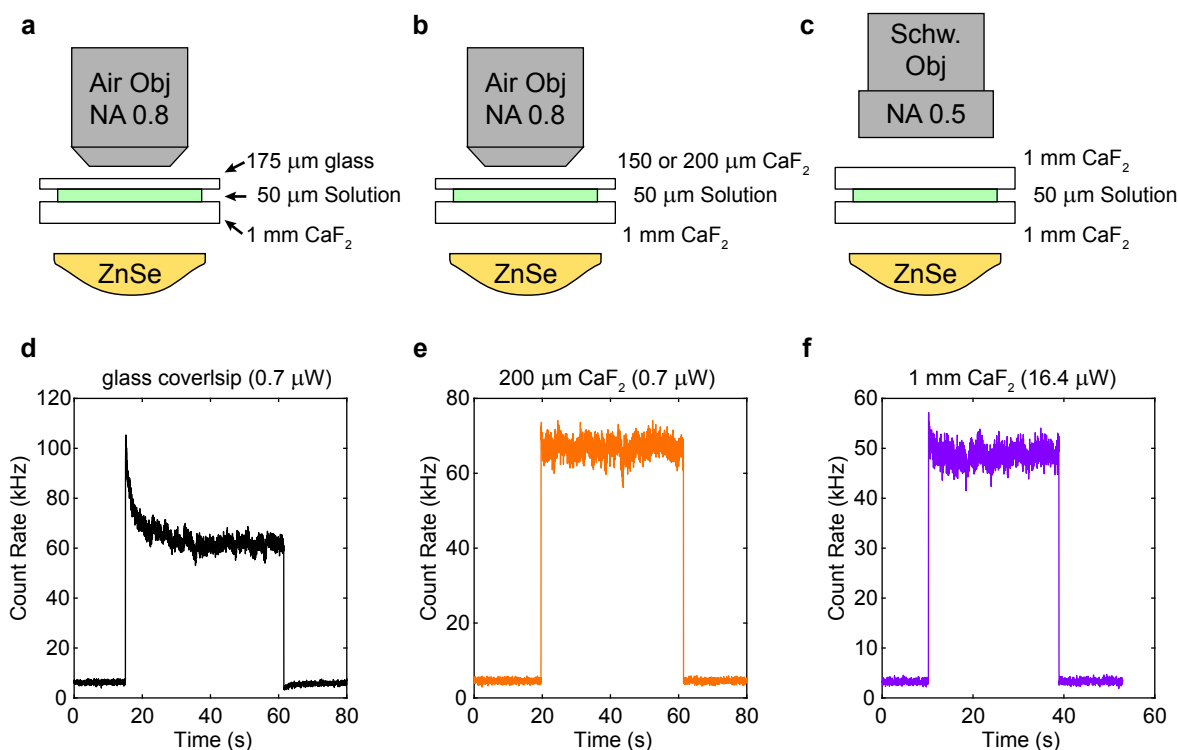 a
b
c
Air Obj
NA 0.8
Air Obj
NA 0.8
Schw.
Obj
NA 0.5
175 μm glass
50 μm Solution
1 mm CaF₂
150 or 200 μm CaF₂
50 μm Solution
1 mm CaF₂
1 mm CaF₂
50 μm Solution
1 mm CaF₂
ZnSe
ZnSe
ZnSe
d
e
f
glass coverlsip (0.7 μW)
200 μm CaF₂ (0.7 μW)
1 mm CaF₂ (16.4 μW)
Count Rate (kHz)
120
100
80
60
40
20
0
0 20 40 60 80
Time (s)
Count Rate (kHz)
80
60
40
20
0
0 20 40 60 80
Time (s)
Count Rate (kHz)
60
50
40
30
20
10
0
0 20 40 60
Time (s)